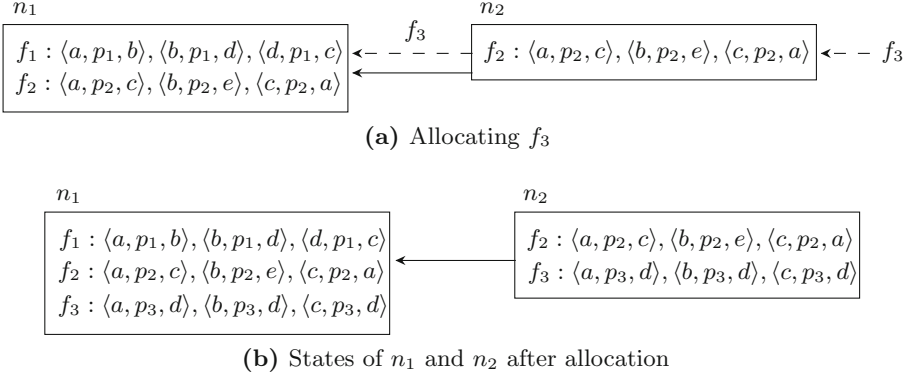 n₁ n₂
f₁ : ⟨a, p₁, b⟩, ⟨b, p₁, d⟩, ⟨d, p₁, c⟩ f₃ f₂ : ⟨a, p₂, c⟩, ⟨b, p₂, e⟩, ⟨c, p₂, a⟩ f₃
f₂ : ⟨a, p₂, c⟩, ⟨b, p₂, e⟩, ⟨c, p₂, a⟩
(a) Allocating f₃
n₁ n₂
f₁ : ⟨a, p₁, b⟩, ⟨b, p₁, d⟩, ⟨d, p₁, c⟩
f₂ : ⟨a, p₂, c⟩, ⟨b, p₂, e⟩, ⟨c, p₂, a⟩
f₃ : ⟨a, p₃, d⟩, ⟨b, p₃, d⟩, ⟨c, p₃, d⟩
f₂ : ⟨a, p₂, c⟩, ⟨b, p₂, e⟩, ⟨c, p₂, a⟩
f₃ : ⟨a, p₃, d⟩, ⟨b, p₃, d⟩, ⟨c, p₃, d⟩
(b) States of n₁ and n₂ after allocation